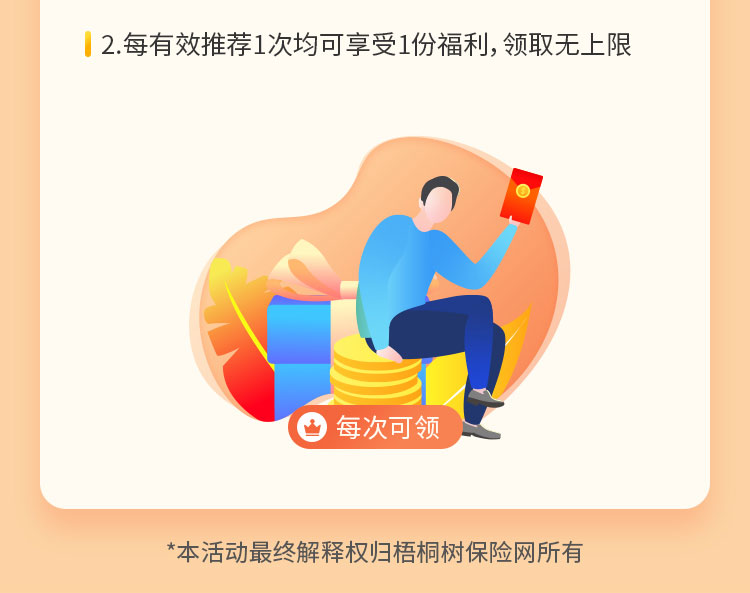 2.每有效推荐1次均可享受1份福利，领取无上限
每次可领
*本活动最终解释权归梧桐树保险网所有